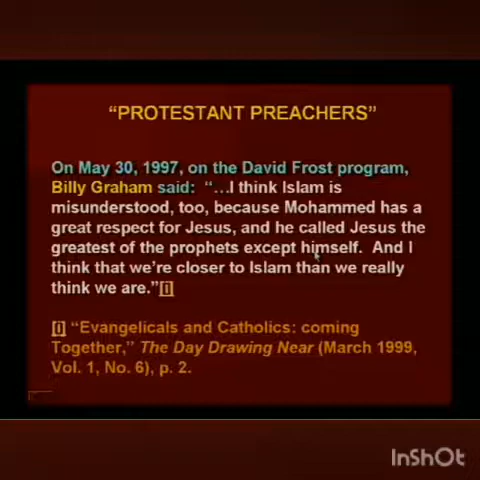 “PROTESTANT PREACHERS”
On May 30, 1997, on the David Frost program,
Billy Graham said:  “…I think Islam is
misunderstood, too, because Mohammed has a
great respect for Jesus, and he called Jesus the
greatest of the prophets except himself.  And I
think that we’re closer to Islam than we really
think we are.”[i]
[i] “Evangelicals and Catholics: coming
Together,” The Day Drawing Near (March 1999,
Vol. 1, No. 6), p. 2.
InShOt